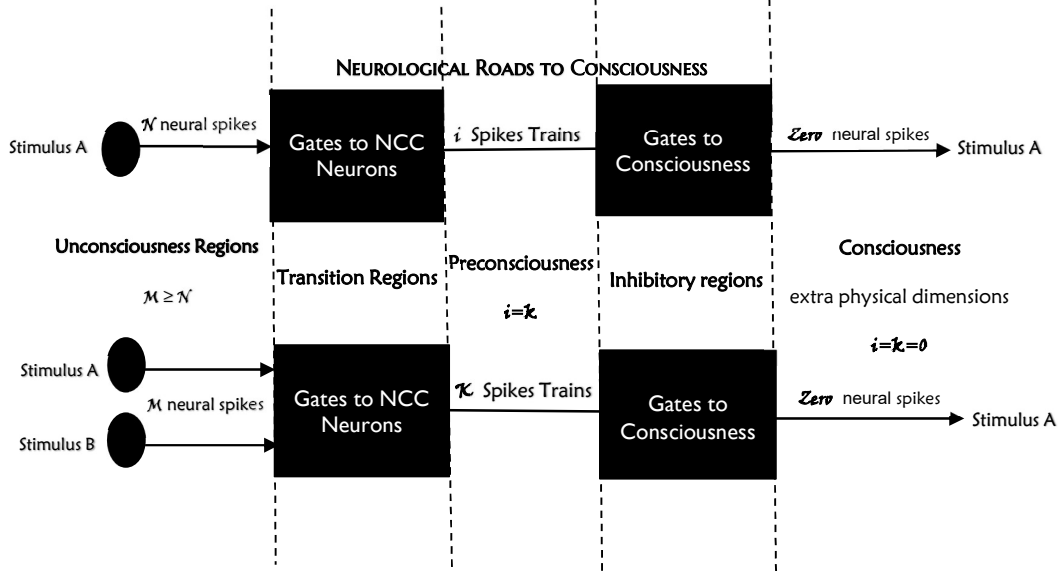 NEUROLOGICAL ROADS TO CONSCIOUSNESS
Stimulus A
𝒩 neural spikes
Gates to NCC
Neurons
𝒾 Spikes Trains
Gates to
Consciousness
Zero neural spikes
Stimulus A
Unconsciousness Regions
Transition Regions
Preconsciousness
Inhibitory regions
Consciousness
ℳ ≥ 𝒩
i=k
extra physical dimensions
i=k=0
Stimulus A
ℳ neural spikes
Stimulus B
Gates to NCC
Neurons
𝒦 Spikes Trains
Gates to
Consciousness
Zero neural spikes
Stimulus A